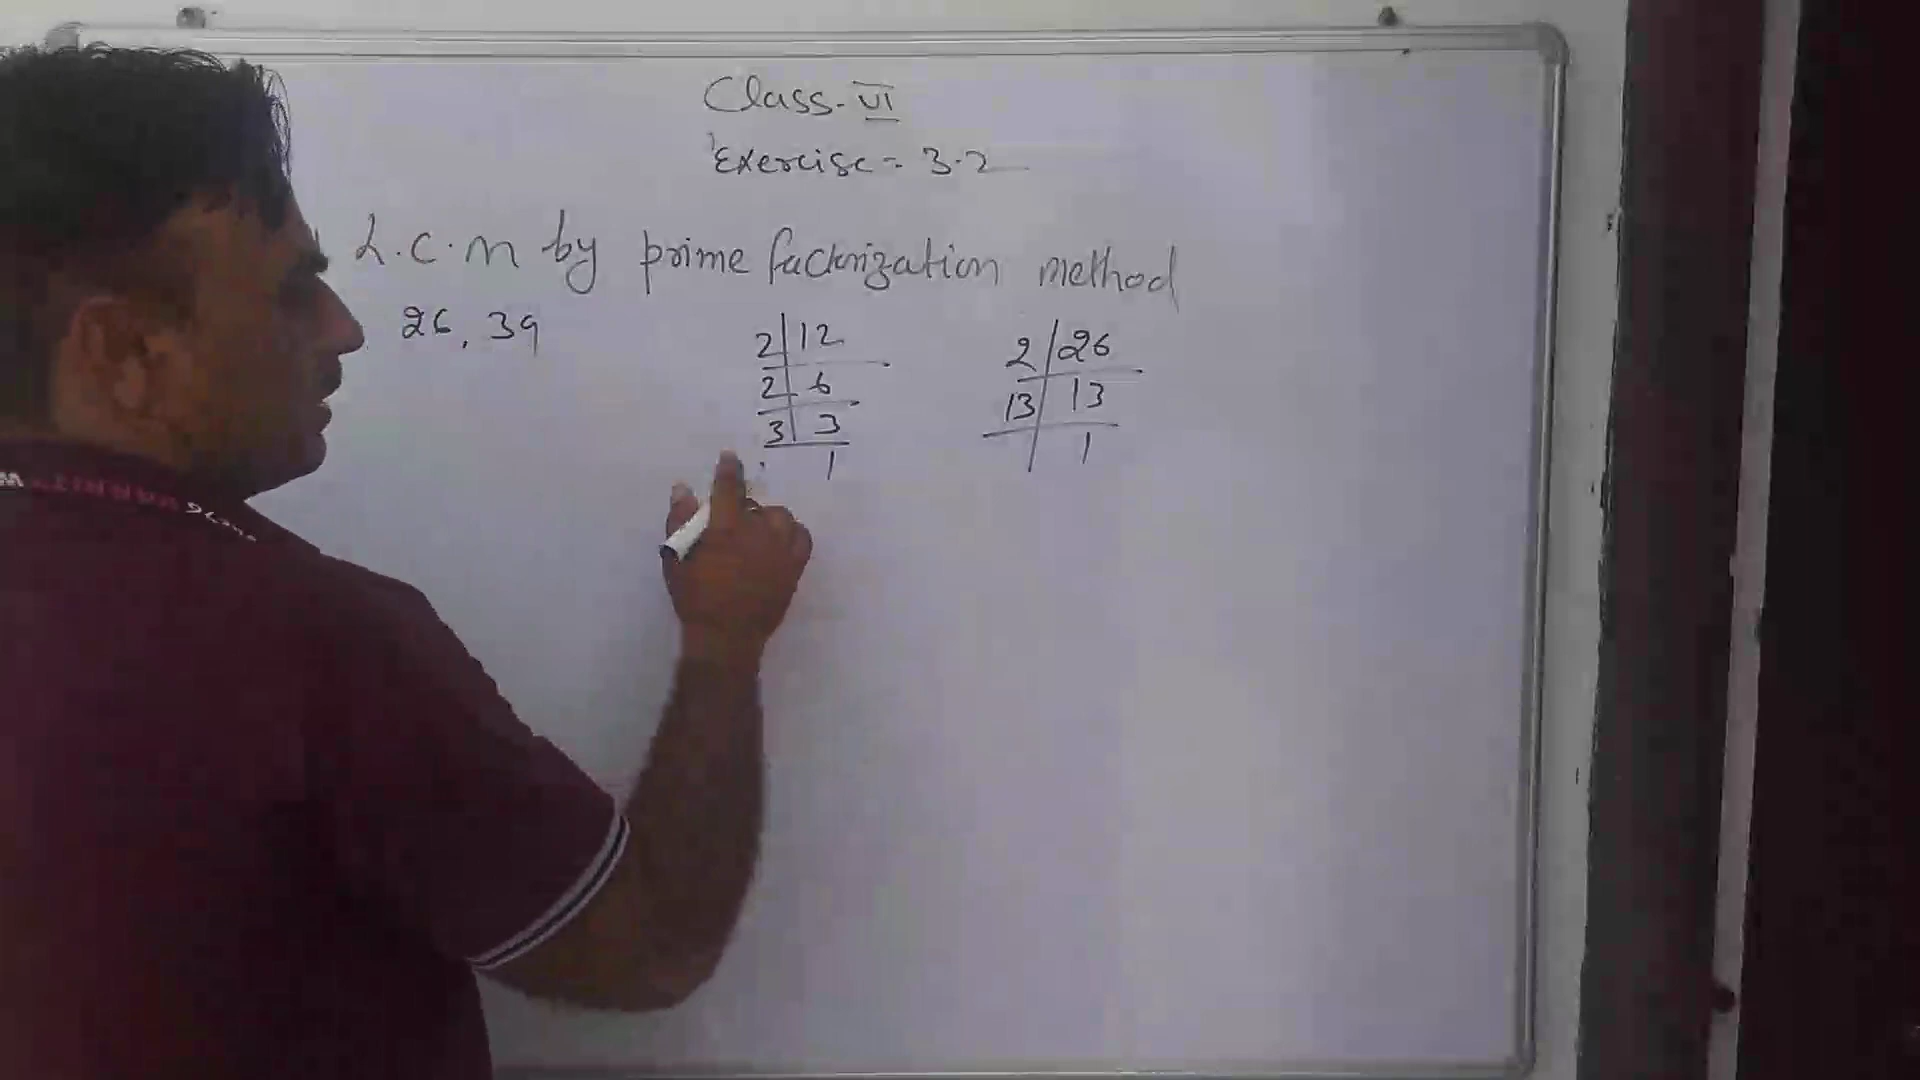 Class-VI
Exercise - 3.2
L.C.M by prime factrization method
26, 39
2 12
2 6
3 3
1
2 26
13 13
1